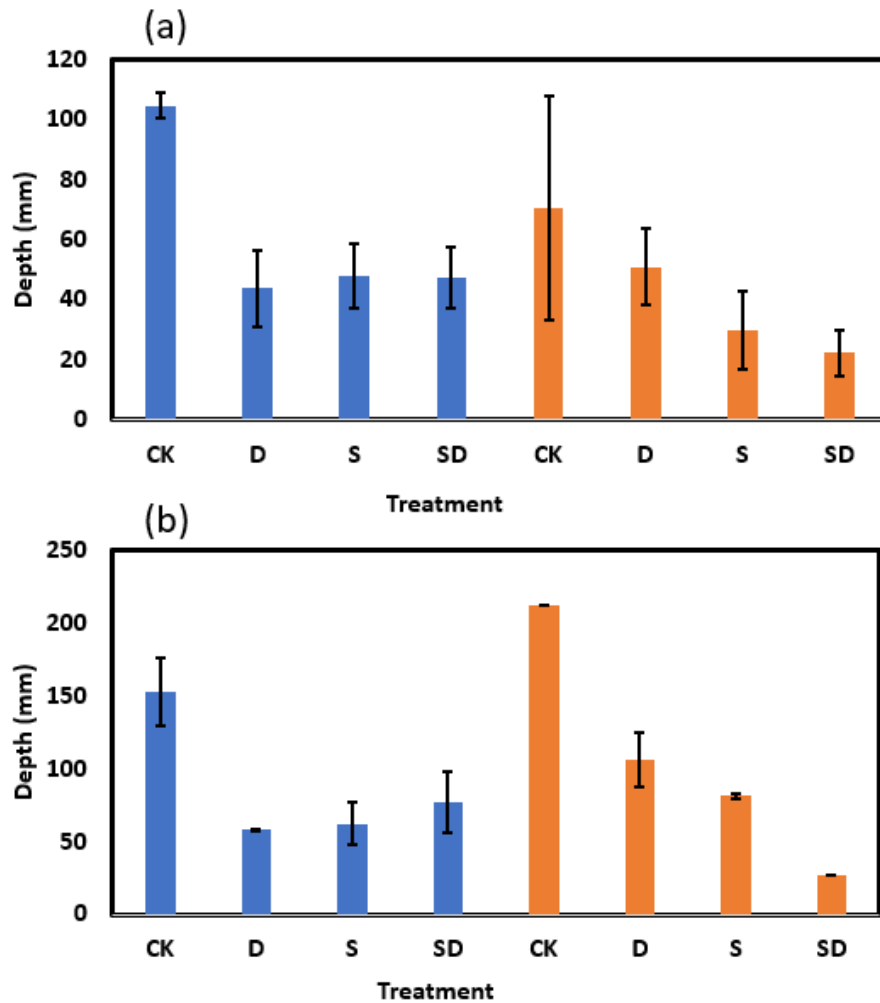 (a)
120
100
80
60
40
20
0
Depth (mm)
CK D S SD CK D S SD
Treatment
(b)
250
200
150
100
50
0
Depth (mm)
CK D S SD CK D S SD
Treatment